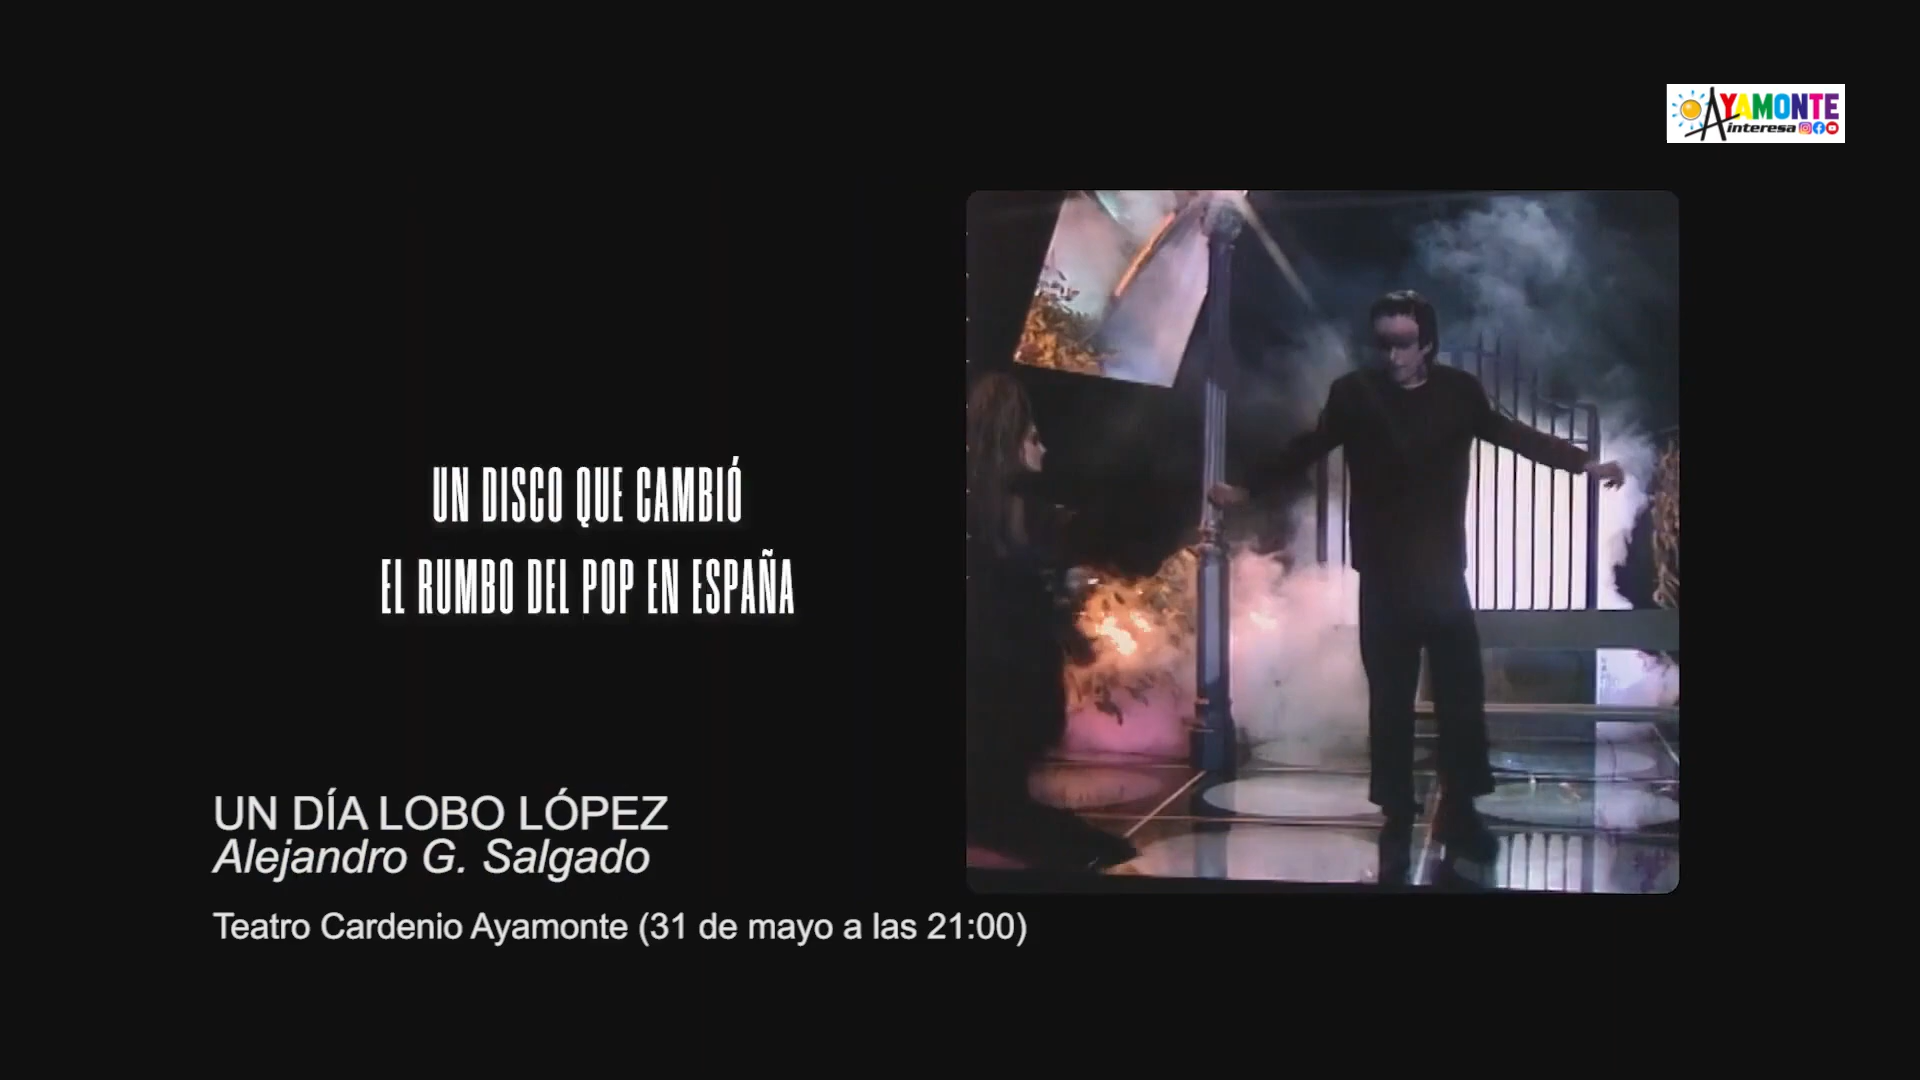 AYAMONTE
interesa
UN DISCO QUE CAMBIÓ
EL RUMBO DEL POP EN ESPAÑA
UN DÍA LOBO LÓPEZ
Alejandro G. Salgado
Teatro Cardenio Ayamonte (31 de mayo a las 21:00)